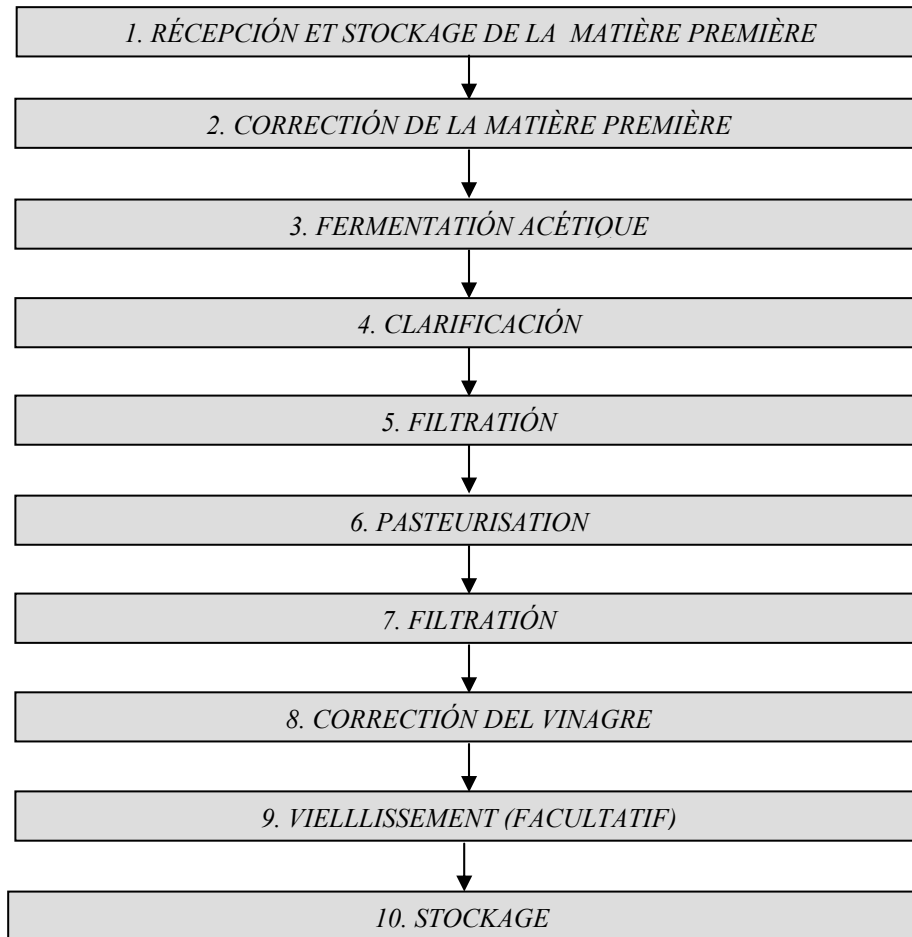 1. RÉCEPCIÓN ET STOCKAGE DE LA MATIÈRE PREMIÈRE
2. CORRECTIÓN DE LA MATIÈRE PREMIÈRE
3. FERMENTATIÓN ACÉTIQUE
4. CLARIFICACIÓN
5. FILTRATIÓN
6. PASTEURISATION
7. FILTRATIÓN
8. CORRECTIÓN DEL VINAGRE
9. VIELLLISSEMENT (FACULTATIF)
10. STOCKAGE